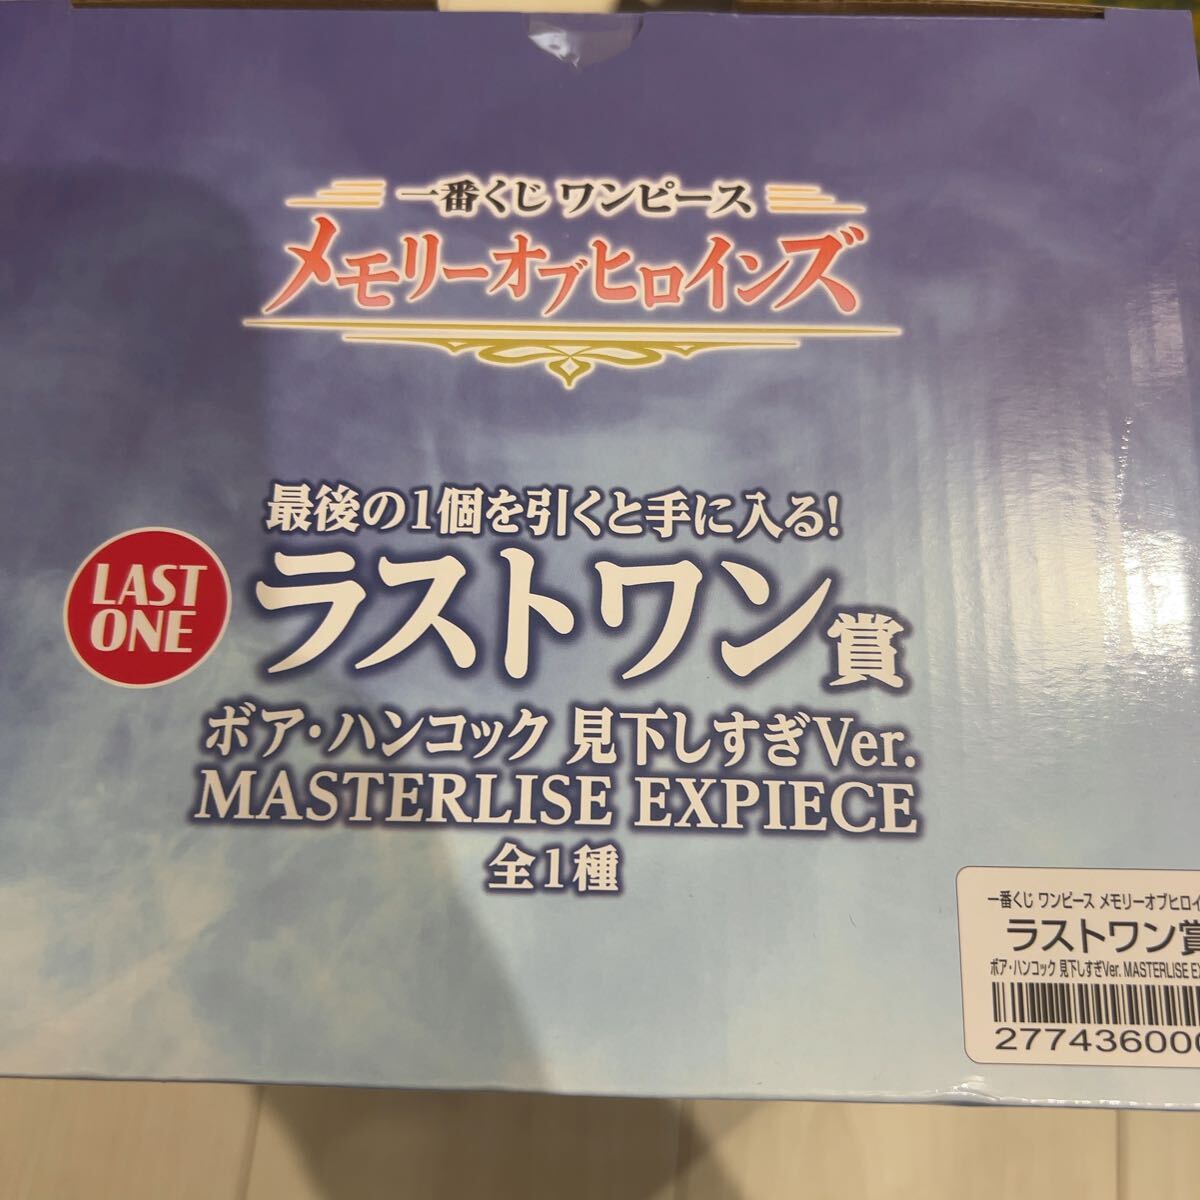 一番くじ ワンピース
メモリーオブヒロインズ
最後の1個を引くと手に入る!
LAST
ONE
ラストワン賞
ボア・ハンコック 見下しすぎVer.
MASTERLISE EXPIECE
全1種
一番くじ ワンピース メモリーオブヒロイ
ラストワン賞
ボア・ハンコック 見下しすぎVer. MASTERLISE E
277436000